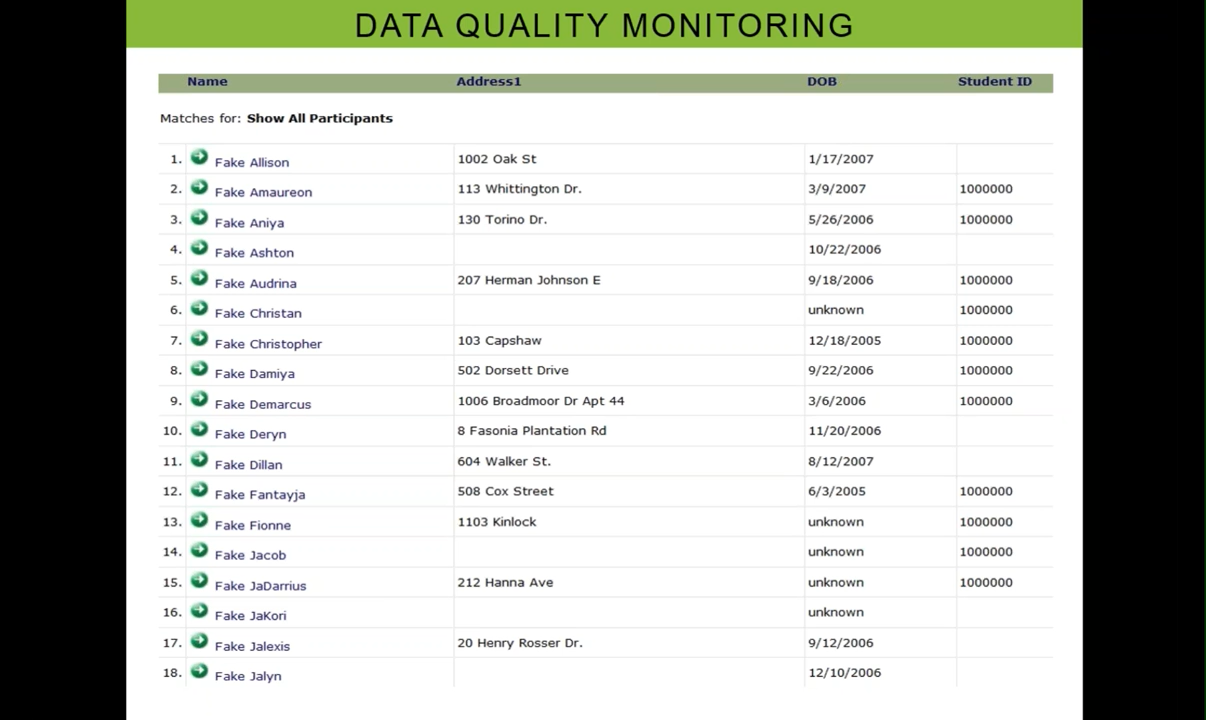 DATA QUALITY MONITORING
Name Address1 DOB Student ID
Matches for: Show All Participants
1. Fake Allison 1002 Oak St 1/17/2007
2. Fake Amaureon 113 Whittington Dr. 3/9/2007 1000000
3. Fake Aniya 130 Torino Dr. 5/26/2006 1000000
4. Fake Ashton 10/22/2006
5. Fake Audrina 207 Herman Johnson E 9/18/2006 1000000
6. Fake Christan unknown 1000000
7. Fake Christopher 103 Capshaw 12/18/2005 1000000
8. Fake Damiya 502 Dorsett Drive 9/22/2006 1000000
9. Fake Demarcus 1006 Broadmoor Dr Apt 44 3/6/2006 1000000
10. Fake Deryn 8 Fasonia Plantation Rd 11/20/2006
11. Fake Dillan 604 Walker St. 8/12/2007
12. Fake Fantayja 508 Cox Street 6/3/2005 1000000
13. Fake Fionne 1103 Kinlock unknown 1000000
14. Fake Jacob unknown 1000000
15. Fake JaDarrius 212 Hanna Ave unknown 1000000
16. Fake JaKori unknown
17. Fake Jalexis 20 Henry Rosser Dr. 9/12/2006
18. Fake Jalyn 12/10/2006